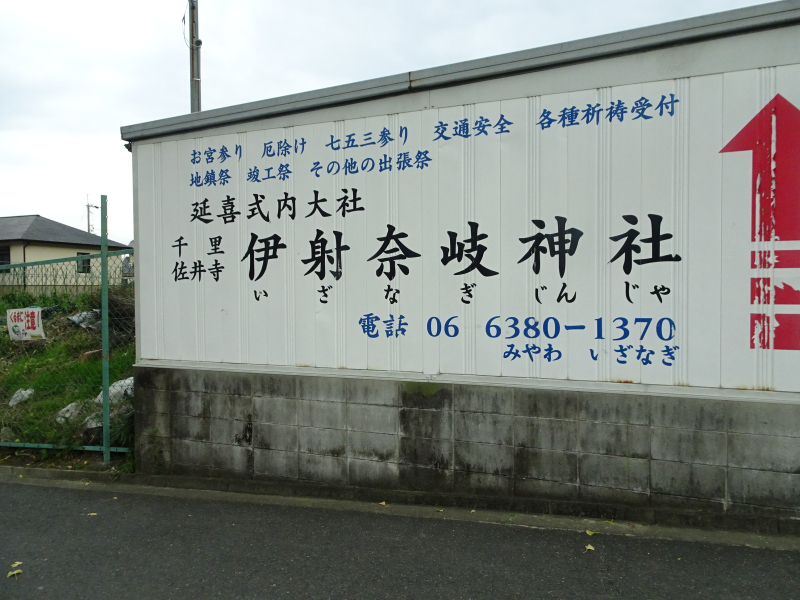 お宮参り 厄除け 七五三参り 交通安全 各種祈祷受付
地鎮祭 竣工祭 その他の出張祭
延喜式内大社
千里
佐井寺
伊射奈岐神社
いざなぎじんじゃ
電話 06 6380-1370
みやわ いざなぎ
注意!